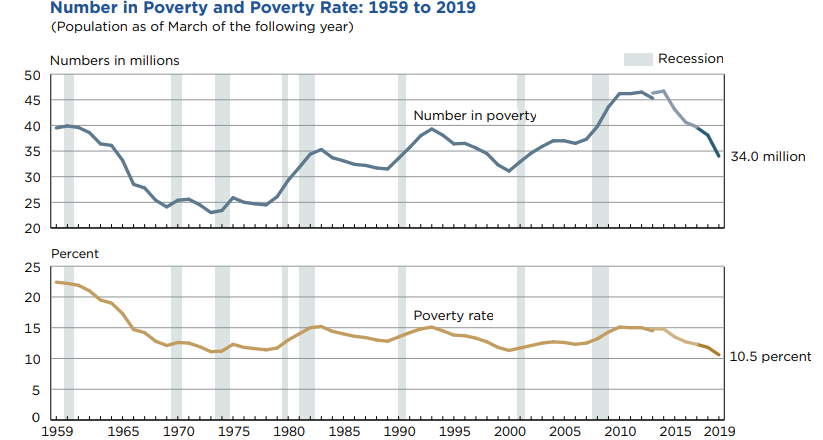 Number in Poverty and Poverty Rate: 1959 to 2019
(Population as of March of the following year)
Numbers in millions
Recession
50
45
40
35
30
25
20
Number in poverty
34.0 million
Percent
25
20
15
10
5
0
Poverty rate
10.5 percent
1959 1965 1970 1975 1980 1985 1990 1995 2000 2005 2010 2015 2019